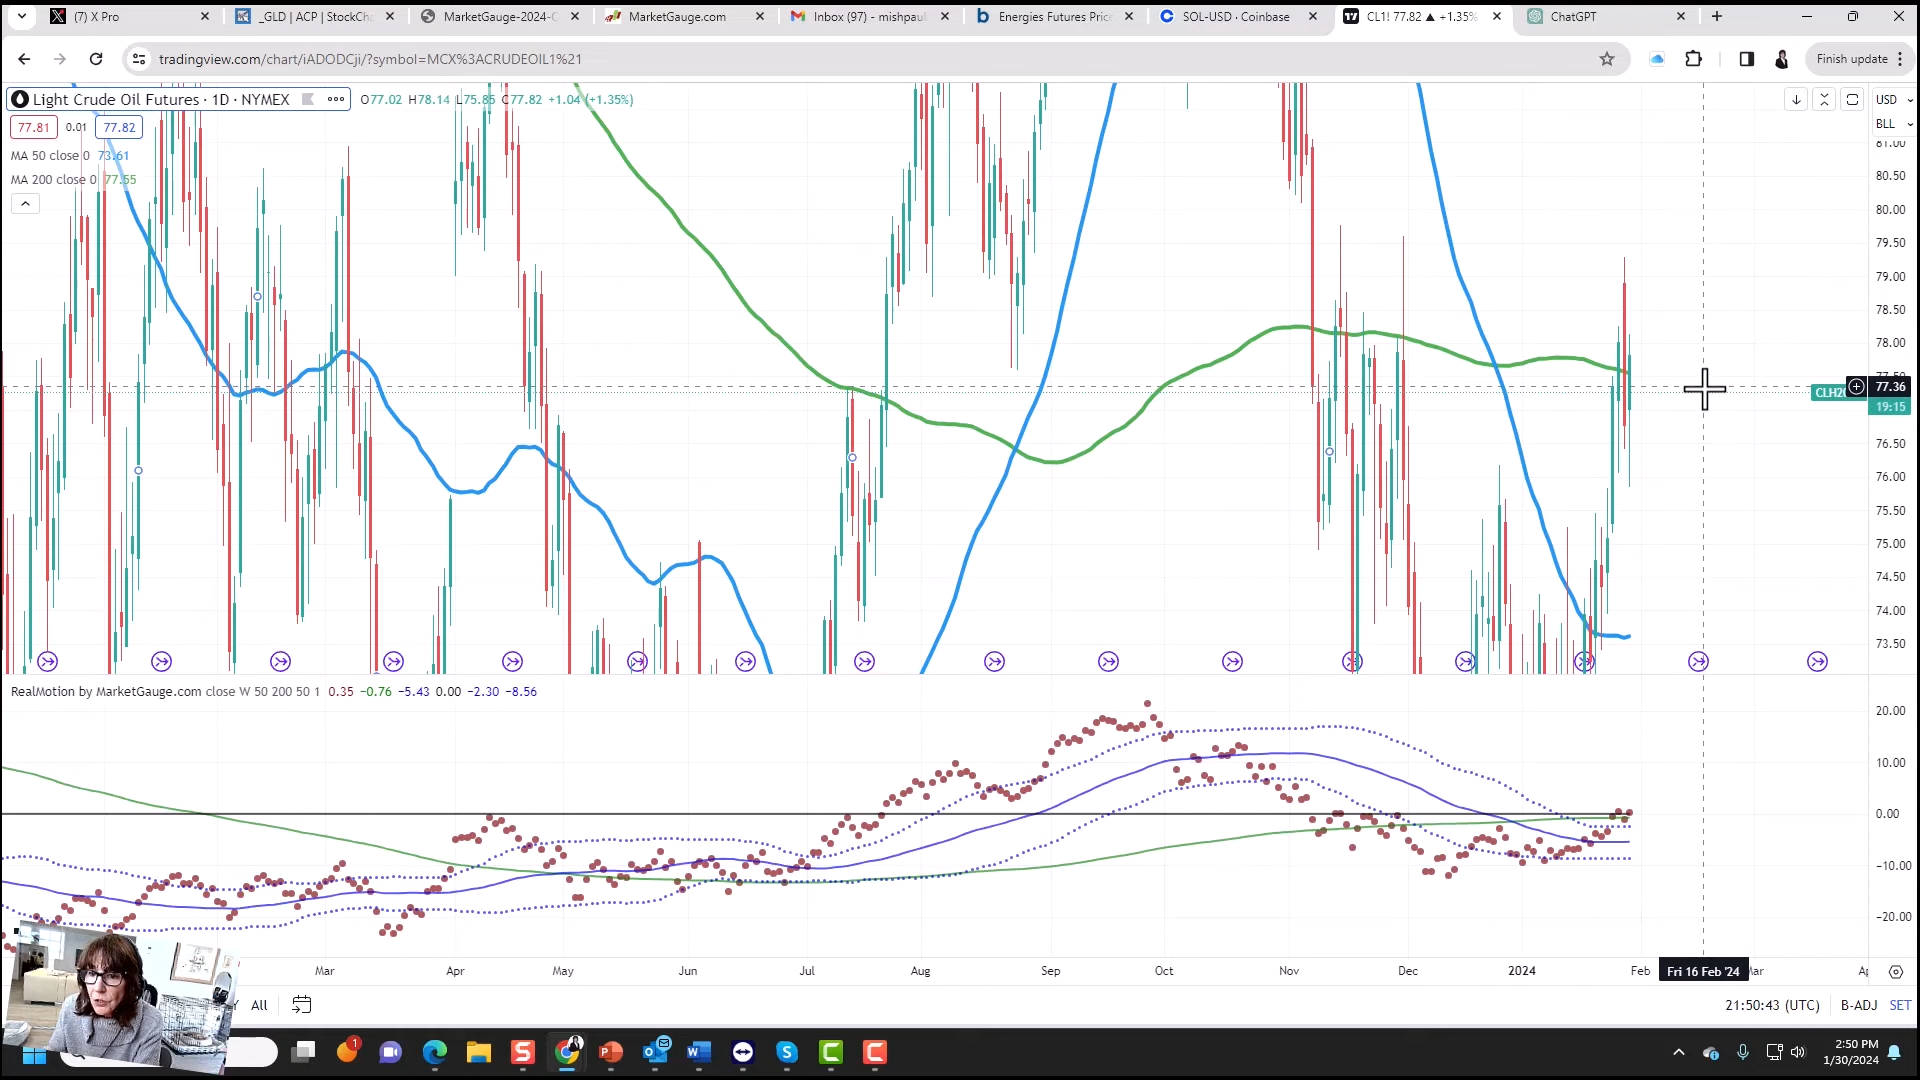 (7) X Pro
_GLD | ACP | StockCh
MarketGauge-2024-C
MarketGauge.com
Inbox (97) - mishpaul
Energies Futures Pric
SOL-USD · Coinbase
CL1! 77.82 ▲ +1.35%
ChatGPT
tradingview.com/chart/iADODCji/?symbol=MCX%3ACRUDEOIL1%21
Finish update
Light Crude Oil Futures · 1D · NYMEX
O77.02 H78.14 L75.85 C77.82 +1.04 (+1.35%)
USD
77.81 0.01 77.82
BLL
MA 50 close 0 73.61
MA 200 close 0 77.55
81.00
80.50
80.00
79.50
79.00
78.50
78.00
77.50
77.36
19:15
76.50
76.00
75.50
75.00
74.50
74.00
73.50
RealMotion by MarketGauge.com close W 50 200 50 1 0.35 −0.76 −5.43 0.00 −2.30 −8.56
20.00
10.00
0.00
−10.00
−20.00
Mar Apr May Jun Jul Aug Sep Oct Nov Dec 2024 Feb Fri 16 Feb '24 Mar
All
21:50:43 (UTC) B-ADJ SET
1
2:50 PM
1/30/2024